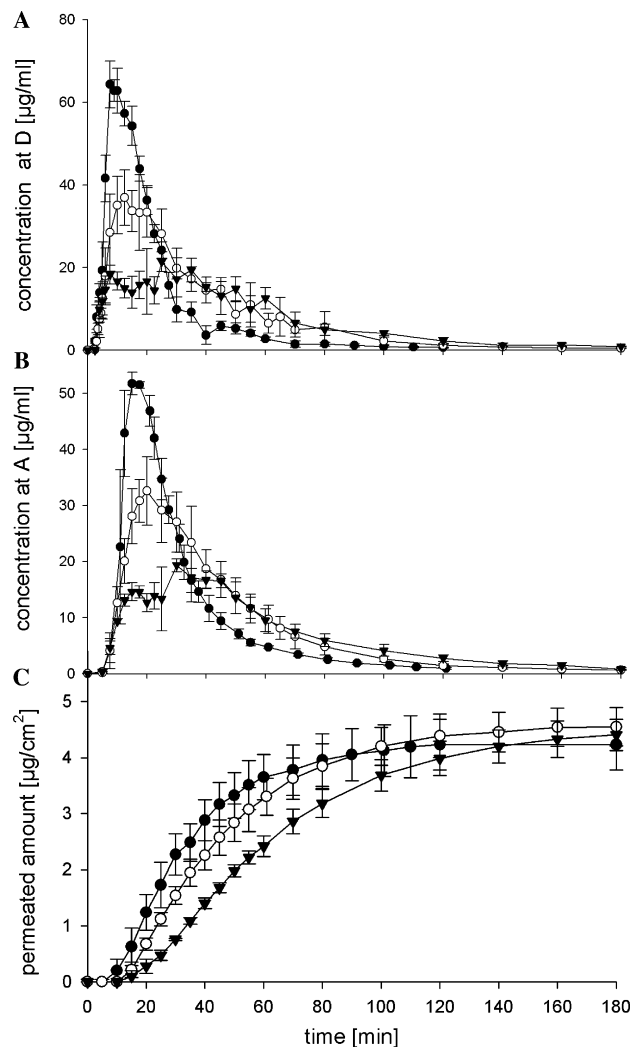 A
80
60
40
20
0
concentration at D [µg/ml]
B
50
40
30
20
10
0
concentration at A [µg/ml]
C
5
4
3
2
1
0
permeated amount [µg/cm²]
0 20 40 60 80 100 120 140 160 180
time [min]